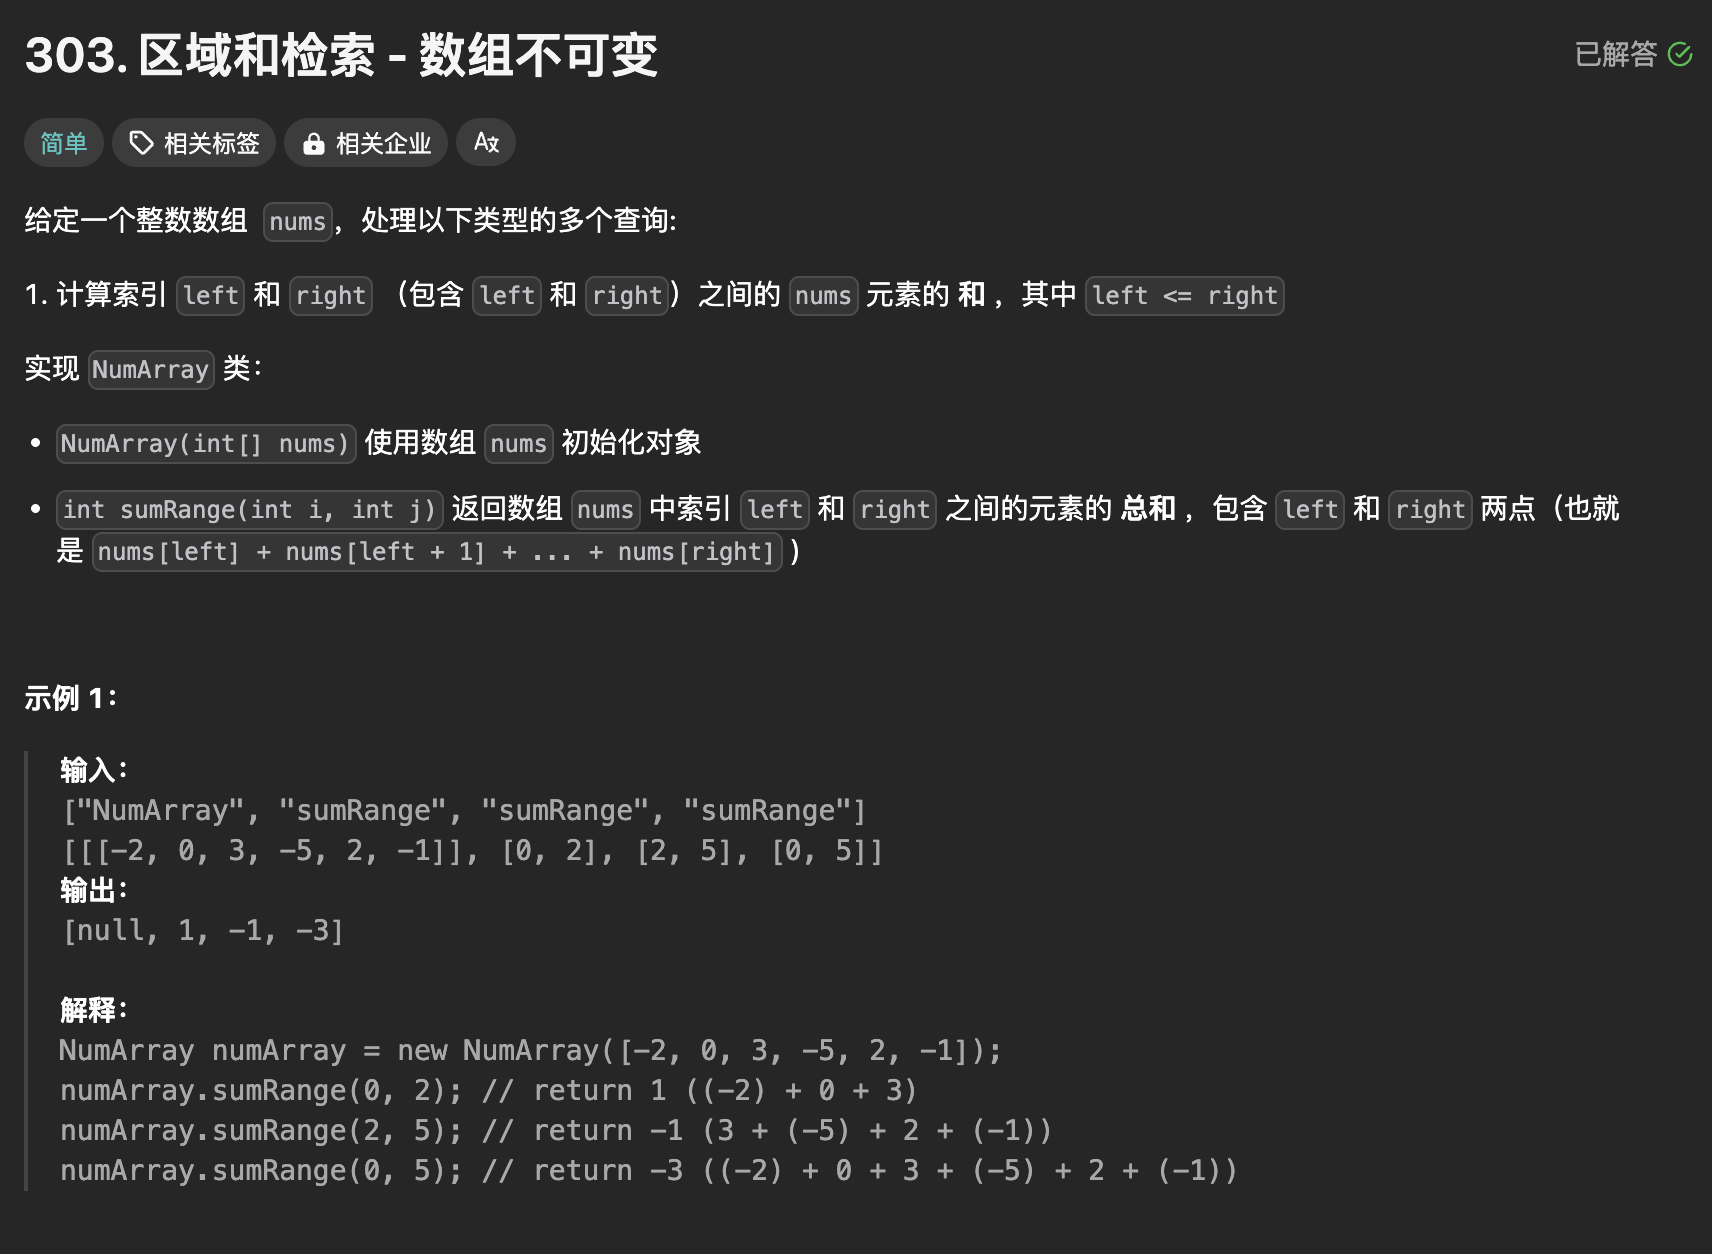 303. 区域和检索 - 数组不可变
已解答
简单 相关标签 相关企业
给定一个整数数组 nums，处理以下类型的多个查询:
1. 计算索引 left 和 right （包含 left 和 right）之间的 nums 元素的 和 ，其中 left <= right
实现 NumArray 类：
• NumArray(int[] nums) 使用数组 nums 初始化对象
• int sumRange(int i, int j) 返回数组 nums 中索引 left 和 right 之间的元素的 总和 ，包含 left 和 right 两点（也就
是 nums[left] + nums[left + 1] + ... + nums[right] )
示例 1：
输入：
["NumArray", "sumRange", "sumRange", "sumRange"]
[[[-2, 0, 3, -5, 2, -1]], [0, 2], [2, 5], [0, 5]]
输出：
[null, 1, -1, -3]
解释：
NumArray numArray = new NumArray([-2, 0, 3, -5, 2, -1]);
numArray.sumRange(0, 2); // return 1 ((-2) + 0 + 3)
numArray.sumRange(2, 5); // return -1 (3 + (-5) + 2 + (-1))
numArray.sumRange(0, 5); // return -3 ((-2) + 0 + 3 + (-5) + 2 + (-1))